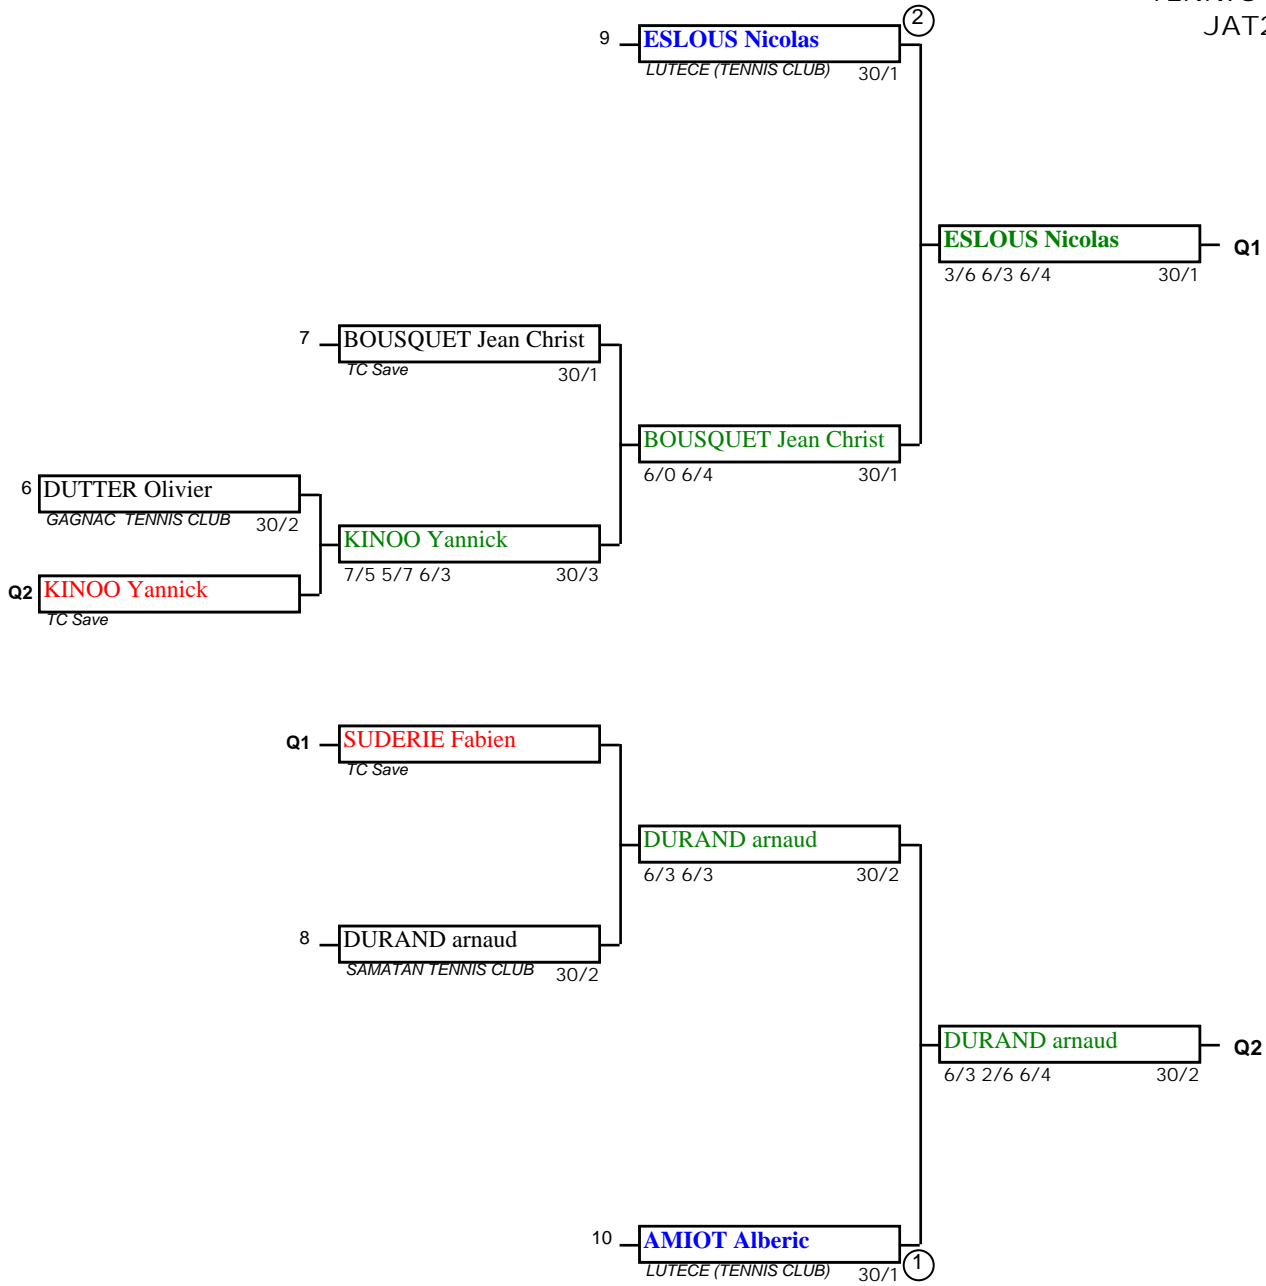 JAT2
2
9 ESLOUS Nicolas
LUTECE (TENNIS CLUB) 30/1
ESLOUS Nicolas Q1
3/6 6/3 6/4 30/1
7 BOUSQUET Jean Christ
TC Save 30/1
BOUSQUET Jean Christ
6/0 6/4 30/1
6 DUTTER Olivier
GAGNAC TENNIS CLUB 30/2
KINOO Yannick
7/5 5/7 6/3 30/3
Q2 KINOO Yannick
TC Save
Q1 SUDERIE Fabien
TC Save
DURAND arnaud
6/3 6/3 30/2
8 DURAND arnaud
SAMATAN TENNIS CLUB 30/2
DURAND arnaud Q2
6/3 2/6 6/4 30/2
10 AMIOT Alberic
LUTECE (TENNIS CLUB) 30/1
1